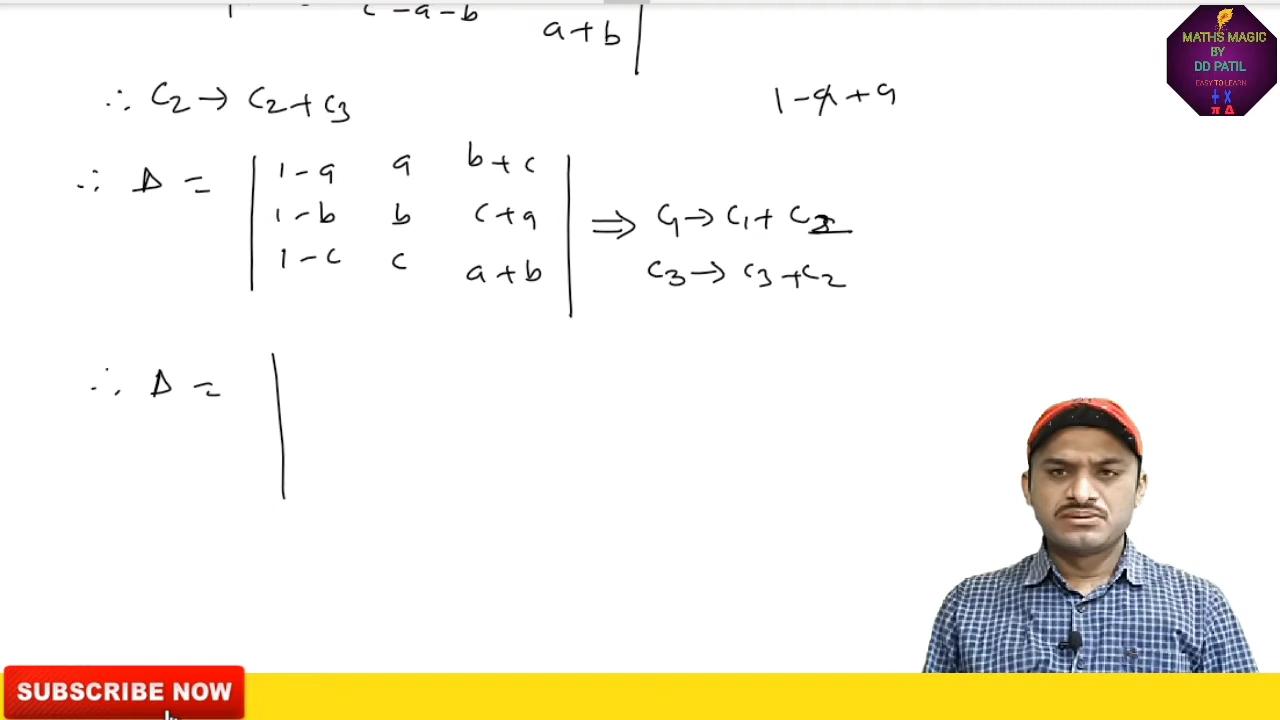 c - a - b
a + b
∴ C2 → C2 + C3
1 - a + a
∴ Δ = | 1 - a a b + c |
| 1 - b b c + a | ⇒ C1 → C1 + C2
| 1 - c c a + b | C3 → C3 + C2
∴ Δ = |
MATHS MAGIC
BY
DD PATIL
EASY TO LEARN
+ X
π Δ
SUBSCRIBE NOW